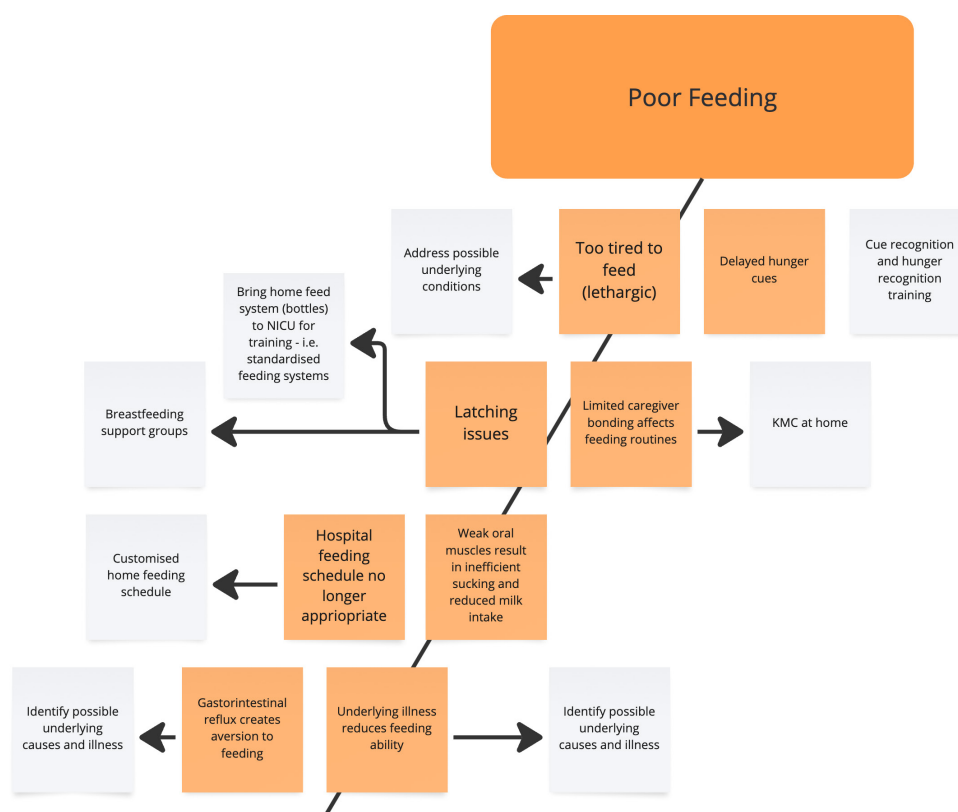 Poor Feeding
Address possible
underlying
conditions
Too tired to
feed
(lethargic)
Delayed hunger
cues
Cue recognition
and hunger
recognition
training
Bring home feed
system (bottles)
to NICU for
training - i.e.
standardised
feeding systems
Breastfeeding
support groups
Latching
issues
Limited caregiver
bonding affects
feeding routines
KMC at home
Customised
home feeding
schedule
Hospital
feeding
schedule no
longer
appriopriate
Weak oral
muscles result
in inefficient
sucking and
reduced milk
intake
Identify possible
underlying
causes and illness
Gastorintestinal
reflux creates
aversion to
feeding
Underlying illness
reduces feeding
ability
Identify possible
underlying
causes and illness